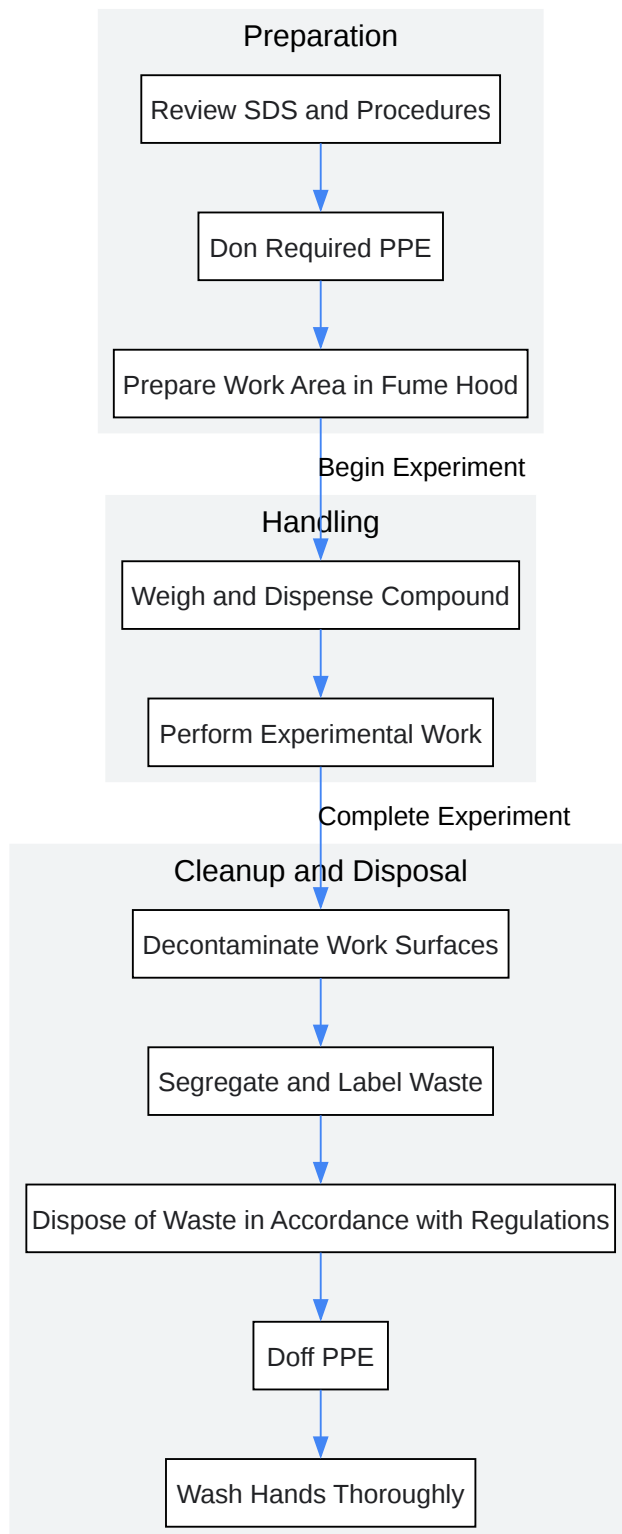 Preparation
Review SDS and Procedures
Don Required PPE
Prepare Work Area in Fume Hood
Begin Experiment
Handling
Weigh and Dispense Compound
Perform Experimental Work
Complete Experiment
Cleanup and Disposal
Decontaminate Work Surfaces
Segregate and Label Waste
Dispose of Waste in Accordance with Regulations
Doff PPE
Wash Hands Thoroughly